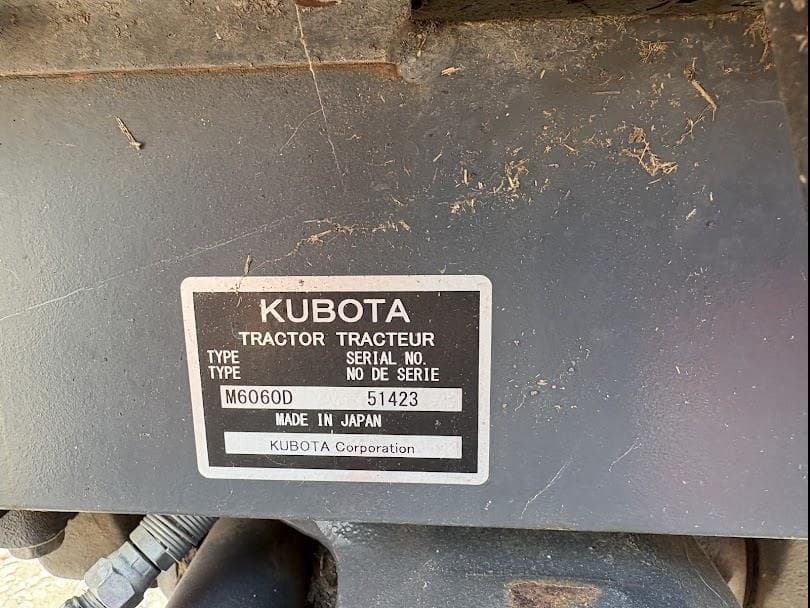 KUBOTA
TRACTOR TRACTEUR
TYPE SERIAL NO.
TYPE NO DE SERIE
M6060D 51423
MADE IN JAPAN
KUBOTA Corporation